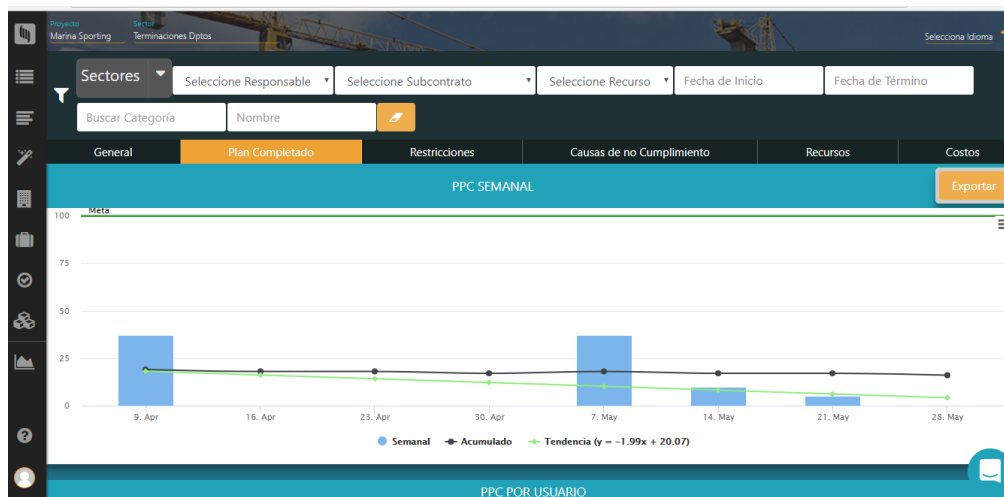 Proyecto
Sector
Marina Sporting
Terminaciones Dptos
Selecciona Idioma
Sectores
Seleccione Responsable
Seleccione Subcontrato
Seleccione Recurso
Fecha de Inicio
Fecha de Término
Buscar Categoría
Nombre
General
Plan Completado
Restricciones
Causas de no Cumplimiento
Recursos
Costos
PPC SEMANAL
Exportar
Meta
100
75
50
25
0
9. Apr
16. Apr
23. Apr
30. Apr
7. May
14. May
21. May
28. May
Semanal
Acumulado
Tendencia (y = −1.99x + 20.07)
PPC POR USUARIO